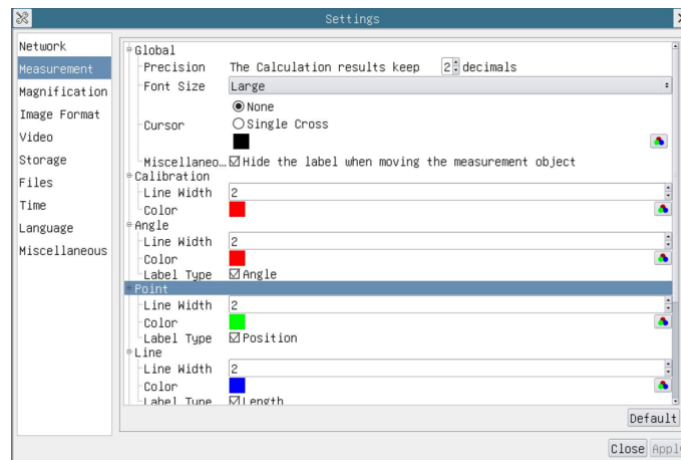 Settings
Network
Measurement
Magnification
Image Format
Video
Storage
Files
Time
Language
Miscellaneous
Global
Precision The Calculation results keep 2 decimals
Font Size Large
None
Cursor Single Cross
Miscellaneo... Hide the label when moving the measurement object
Calibration
Line Width 2
Color
Angle
Line Width 2
Color
Label Type Angle
Point
Line Width 2
Color
Label Type Position
Line
Line Width 2
Color
Label Type Length
Default
Close Apply